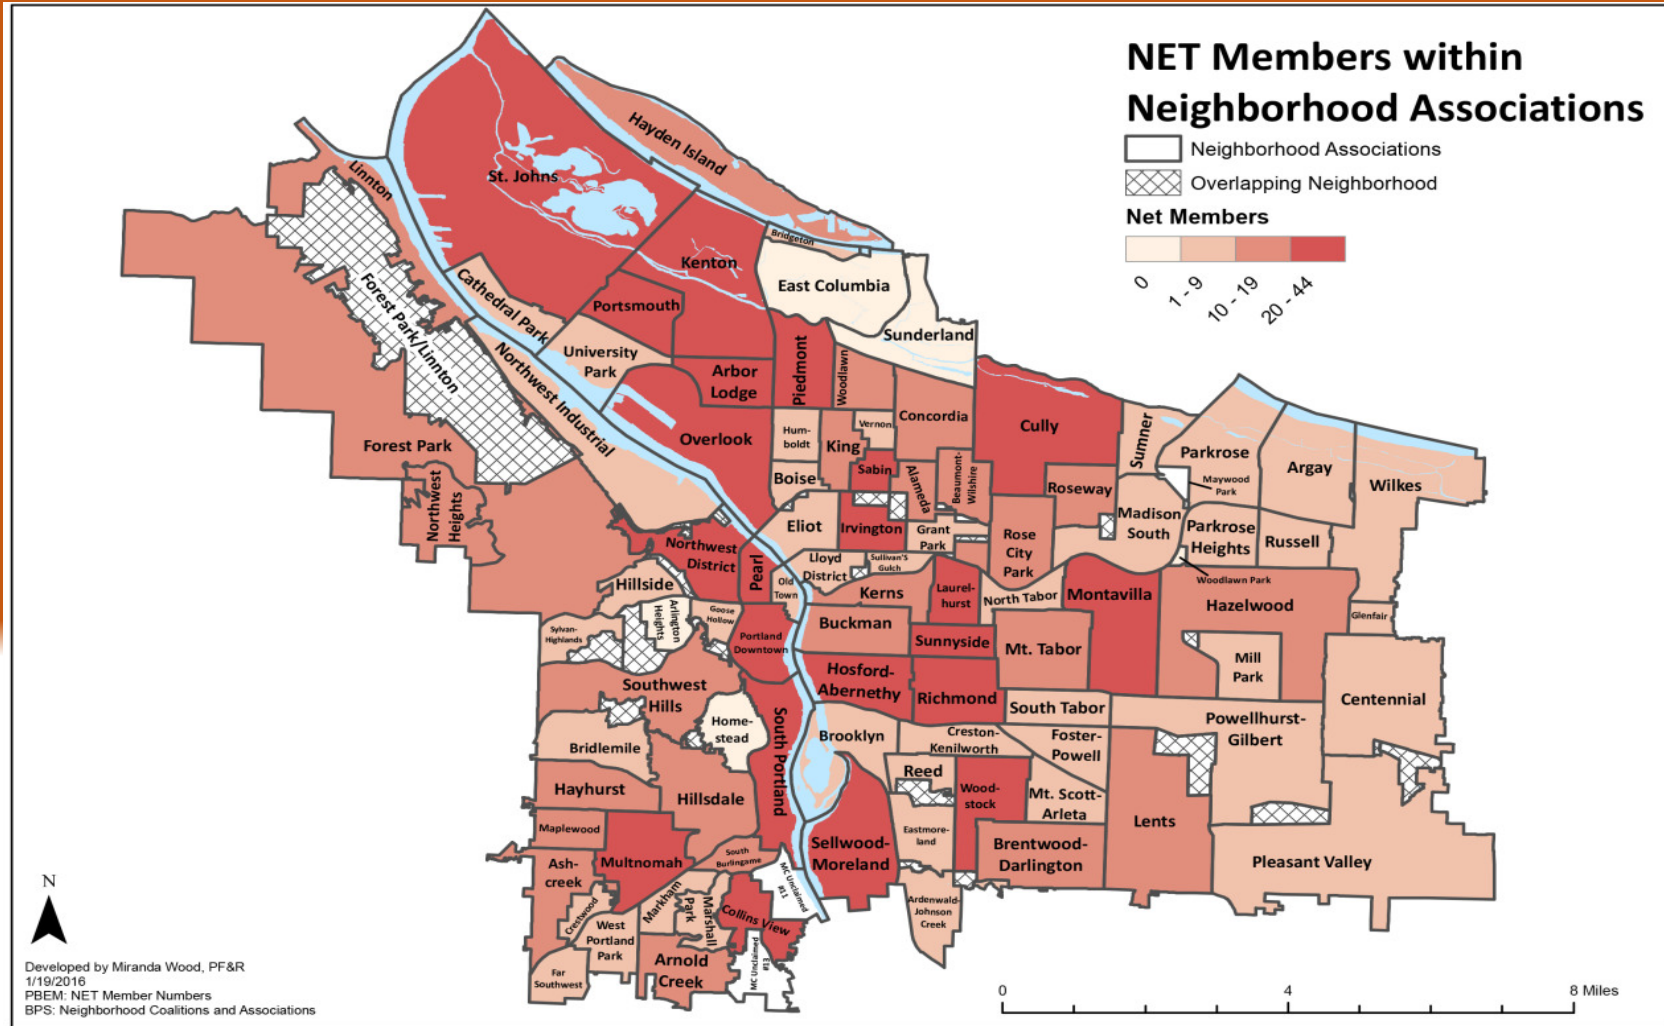 NET Members within
Neighborhood Associations
Neighborhood Associations
Overlapping Neighborhood
Net Members
0
1 - 9
10 - 19
20 - 44
Hayden Island
Linnton
St. Johns
Bridgeton
Kenton
East Columbia
Cathedral Park
Portsmouth
Sunderland
Forest Park/Linnton
Northwest Industrial
University
Park
Arbor
Lodge
Piedmont
Woodlawn
Concordia
Cully
Sumner
Overlook
Hum-
boldt
King
Vernon
Forest Park
Parkrose
Argay
Wilkes
Maywood
Park
Sabin
Alameda
Beaumont-
Wilshire
Roseway
Boise
Northwest
Heights
Eliot
Irvington
Grant
Park
Rose
City
Park
Madison
South
Parkrose
Heights
Russell
Northwest
District
Pearl
Old
Town
Lloyd
District
Sullivan'S
Gulch
Woodlawn Park
Hillside
Kerns
Laurel-
hurst
North Tabor
Montavilla
Hazelwood
Glenfair
Arlington
Heights
Goose
Hollow
Sylvan-
Highlands
Portland
Downtown
Buckman
Sunnyside
Mt. Tabor
Mill
Park
Hosford-
Abernethy
Richmond
Southwest
Hills
South Tabor
Centennial
Home-
stead
South Portland
Powellhurst-
Gilbert
Bridlemile
Brooklyn
Creston-
Kenilworth
Foster-
Powell
Reed
Hayhurst
Hillsdale
Wood-
stock
Mt. Scott-
Arleta
Lents
Maplewood
Eastmore-
land
Multnomah
South
Burlingame
Sellwood-
Moreland
Brentwood-
Darlington
Pleasant Valley
Ash-
creek
MC Unclaimed
#11
Crestwood
Markham
Marshall
Park
Collins View
Ardenwald-
Johnson
Creek
West
Portland
Park
Arnold
Creek
MC Unclaimed
#13
Far
Southwest
N
Developed by Miranda Wood, PF&R
1/19/2016
PBEM: NET Member Numbers
BPS: Neighborhood Coalitions and Associations
0
4
8 Miles